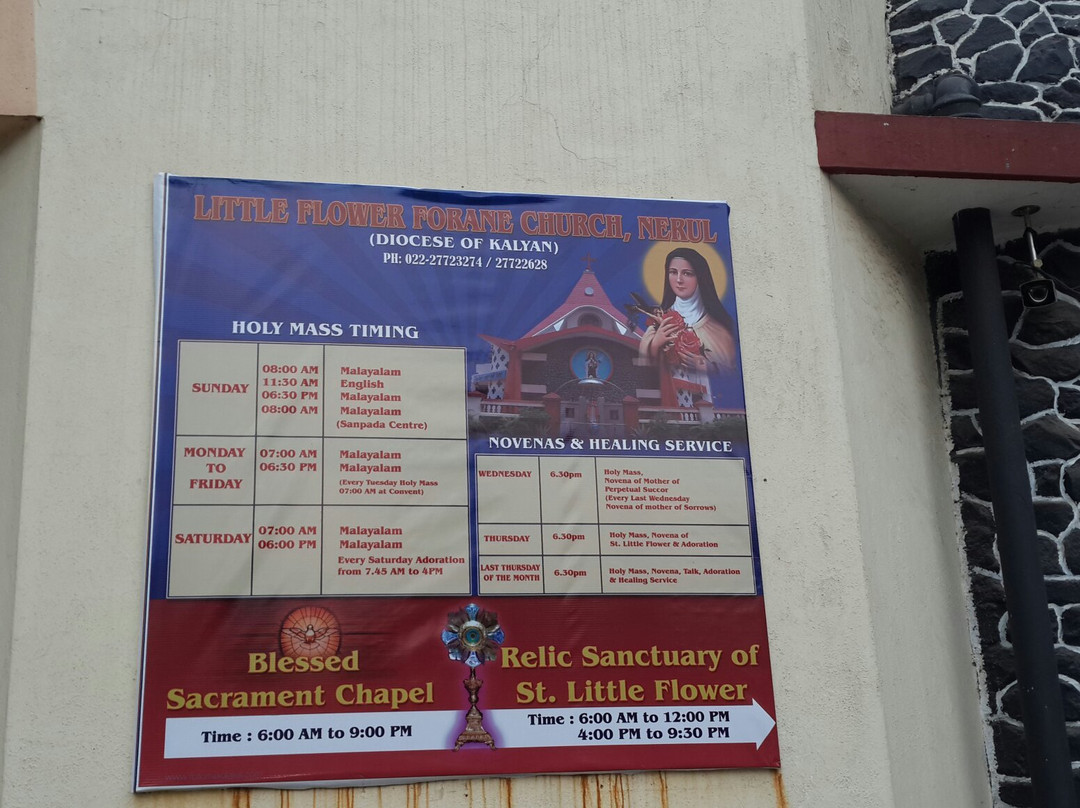 LITTLE FLOWER FORANE CHURCH, NERUL
(DIOCESE OF KALYAN)
PH: 022-27723274 / 27722628
HOLY MASS TIMING
SUNDAY
08:00 AM Malayalam
11:30 AM English
06:30 PM Malayalam
08:00 AM Malayalam
(Sanpada Centre)
MONDAY
TO
FRIDAY
07:00 AM Malayalam
06:30 PM Malayalam
(Every Tuesday Holy Mass
07:00 AM at Convent)
SATURDAY
07:00 AM Malayalam
06:00 PM Malayalam
Every Saturday Adoration
from 7.45 AM to 4PM
NOVENAS & HEALING SERVICE
WEDNESDAY 6.30pm Holy Mass,
Novena of Mother of
Perpetual Succor
(Every Last Wednesday
Novena of mother of Sorrows)
THURSDAY 6.30pm Holy Mass, Novena of
St. Little Flower & Adoration
LAST THURSDAY
OF THE MONTH
6.30pm Holy Mass, Novena, Talk, Adoration
& Healing Service
Blessed
Sacrament Chapel
Time : 6:00 AM to 9:00 PM
Relic Sanctuary of
St. Little Flower
Time : 6:00 AM to 12:00 PM
4:00 PM to 9:30 PM